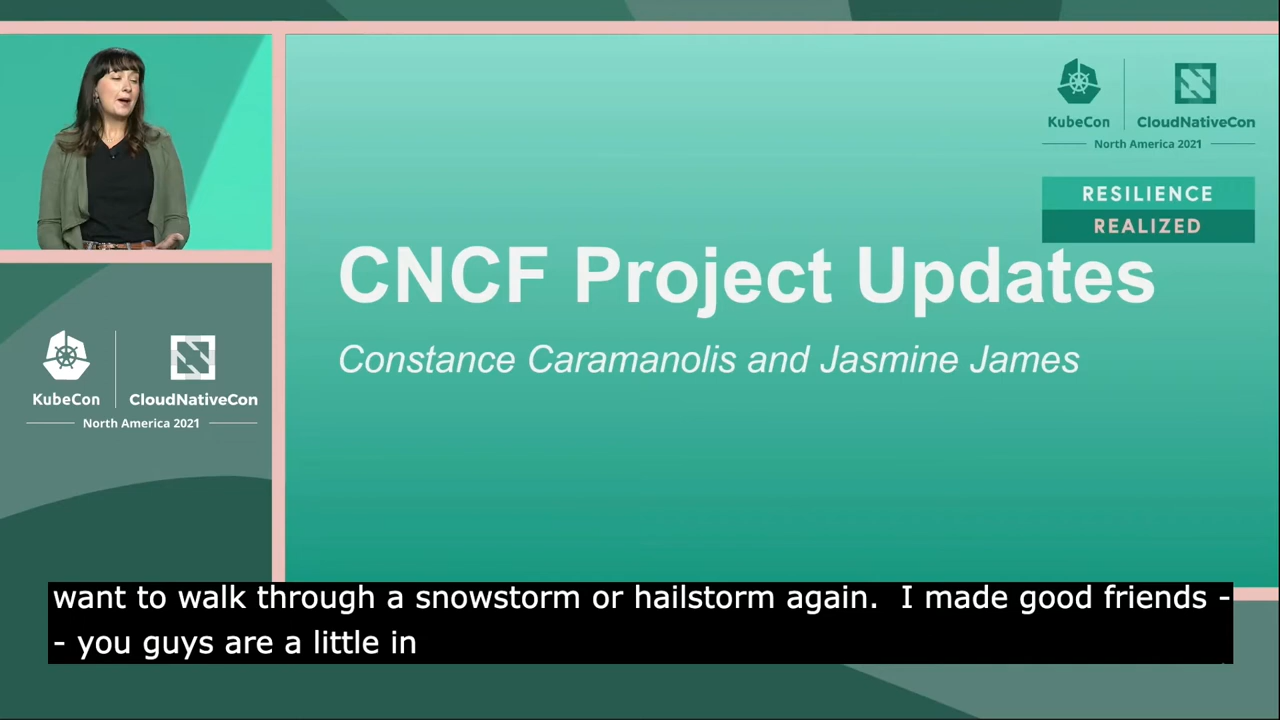 KubeCon
CloudNativeCon
North America 2021
RESILIENCE
REALIZED
CNCF Project Updates
Constance Caramanolis and Jasmine James
KubeCon
CloudNativeCon
North America 2021
want to walk through a snowstorm or hailstorm again.  I made good friends -
- you guys are a little in